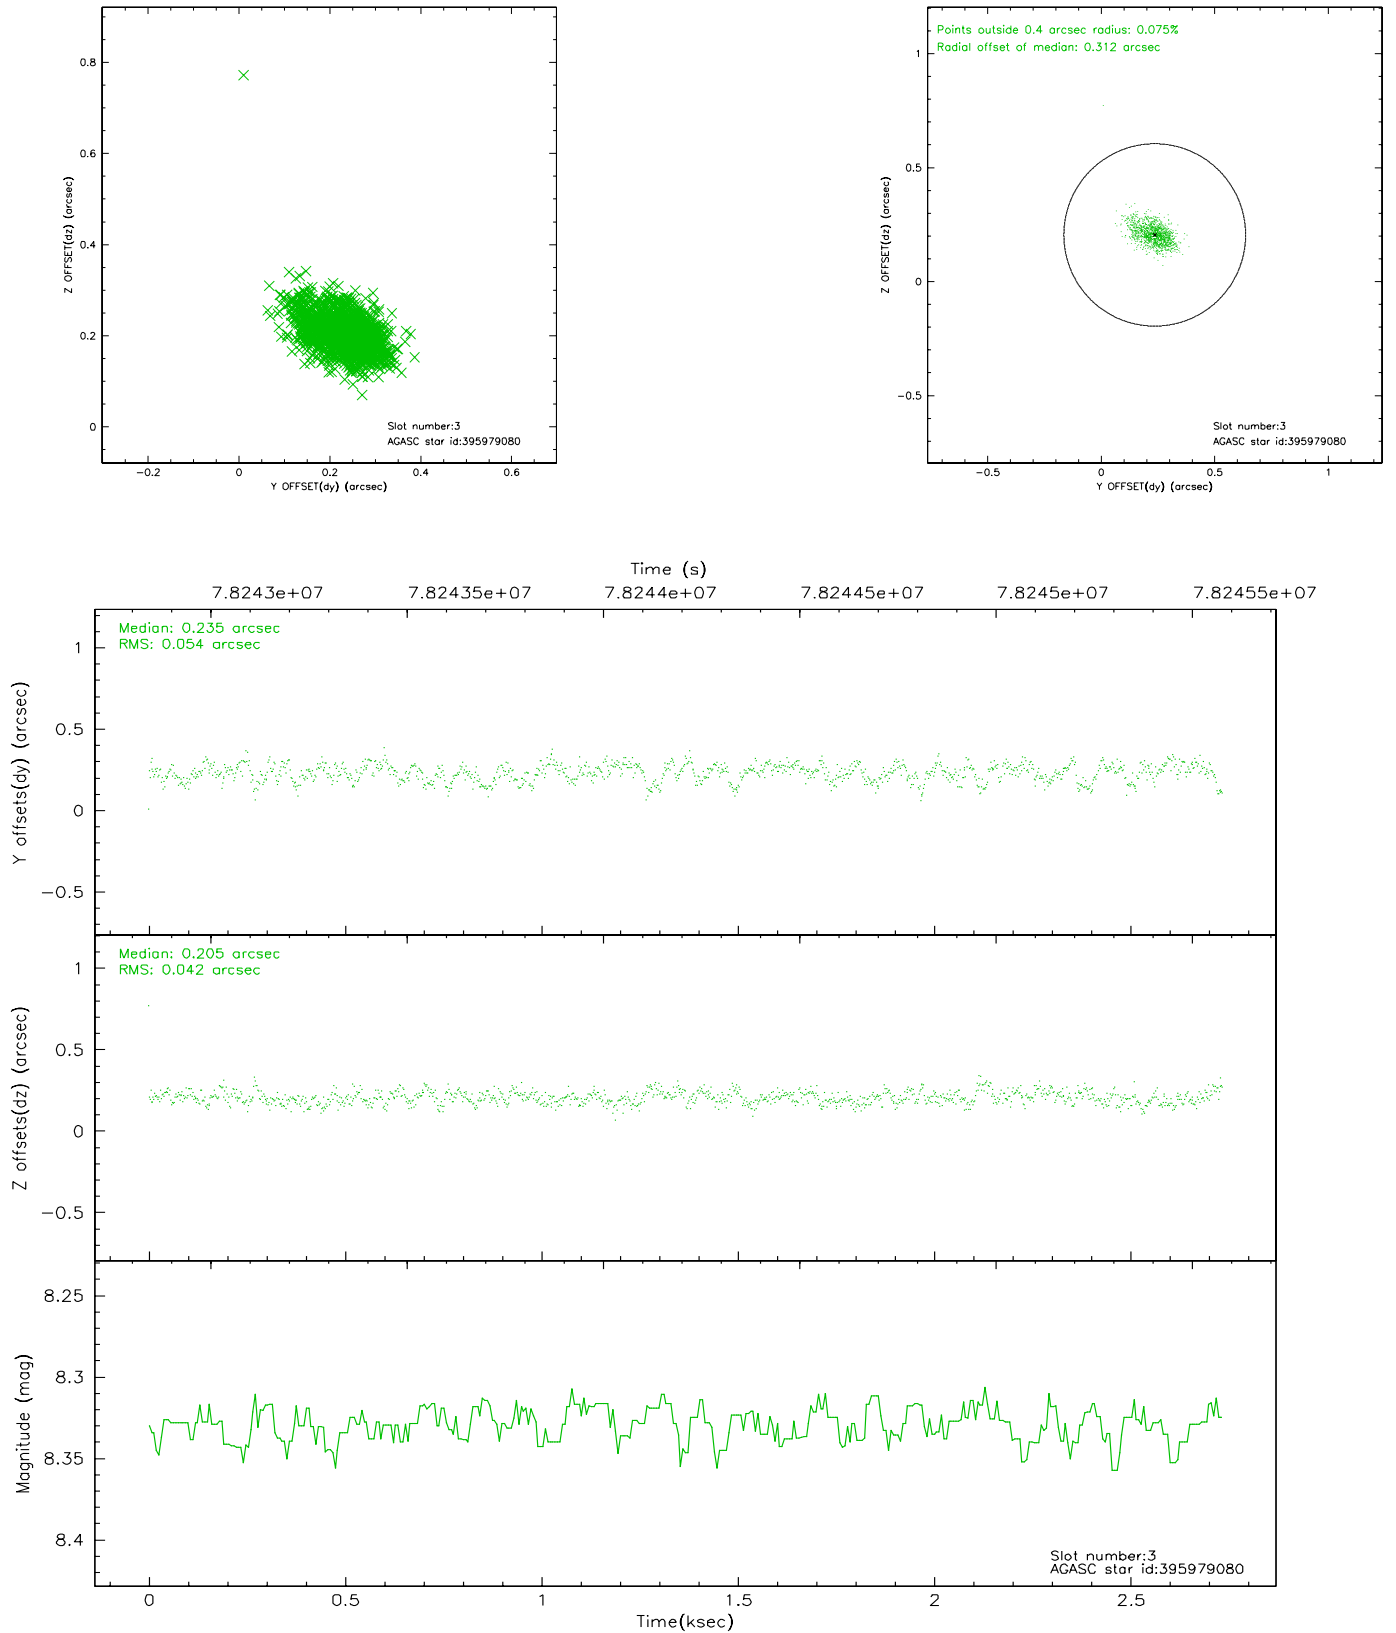 0.8
0.6
0.4
0.2
0
Z OFFSET(dz) (arcsec)
Slot number:3
AGASC star id:395979080
−0.2 0 0.2 0.4 0.6
Y OFFSET(dy) (arcsec)
Points outside 0.4 arcsec radius: 0.075%
Radial offset of median: 0.312 arcsec
1
0.5
0
−0.5
Z OFFSET(dz) (arcsec)
Slot number:3
AGASC star id:395979080
−0.5 0 0.5 1
Y OFFSET(dy) (arcsec)
Time (s)
7.8243e+07 7.82435e+07 7.8244e+07 7.82445e+07 7.8245e+07 7.82455e+07
Median: 0.235 arcsec
RMS: 0.054 arcsec
1
0.5
0
−0.5
Y offsets(dy) (arcsec)
Median: 0.205 arcsec
RMS: 0.042 arcsec
1
0.5
0
−0.5
Z offsets(dz) (arcsec)
8.25
8.3
8.35
8.4
Magnitude (mag)
Slot number:3
AGASC star id:395979080
0 0.5 1 1.5 2 2.5
Time(ksec)